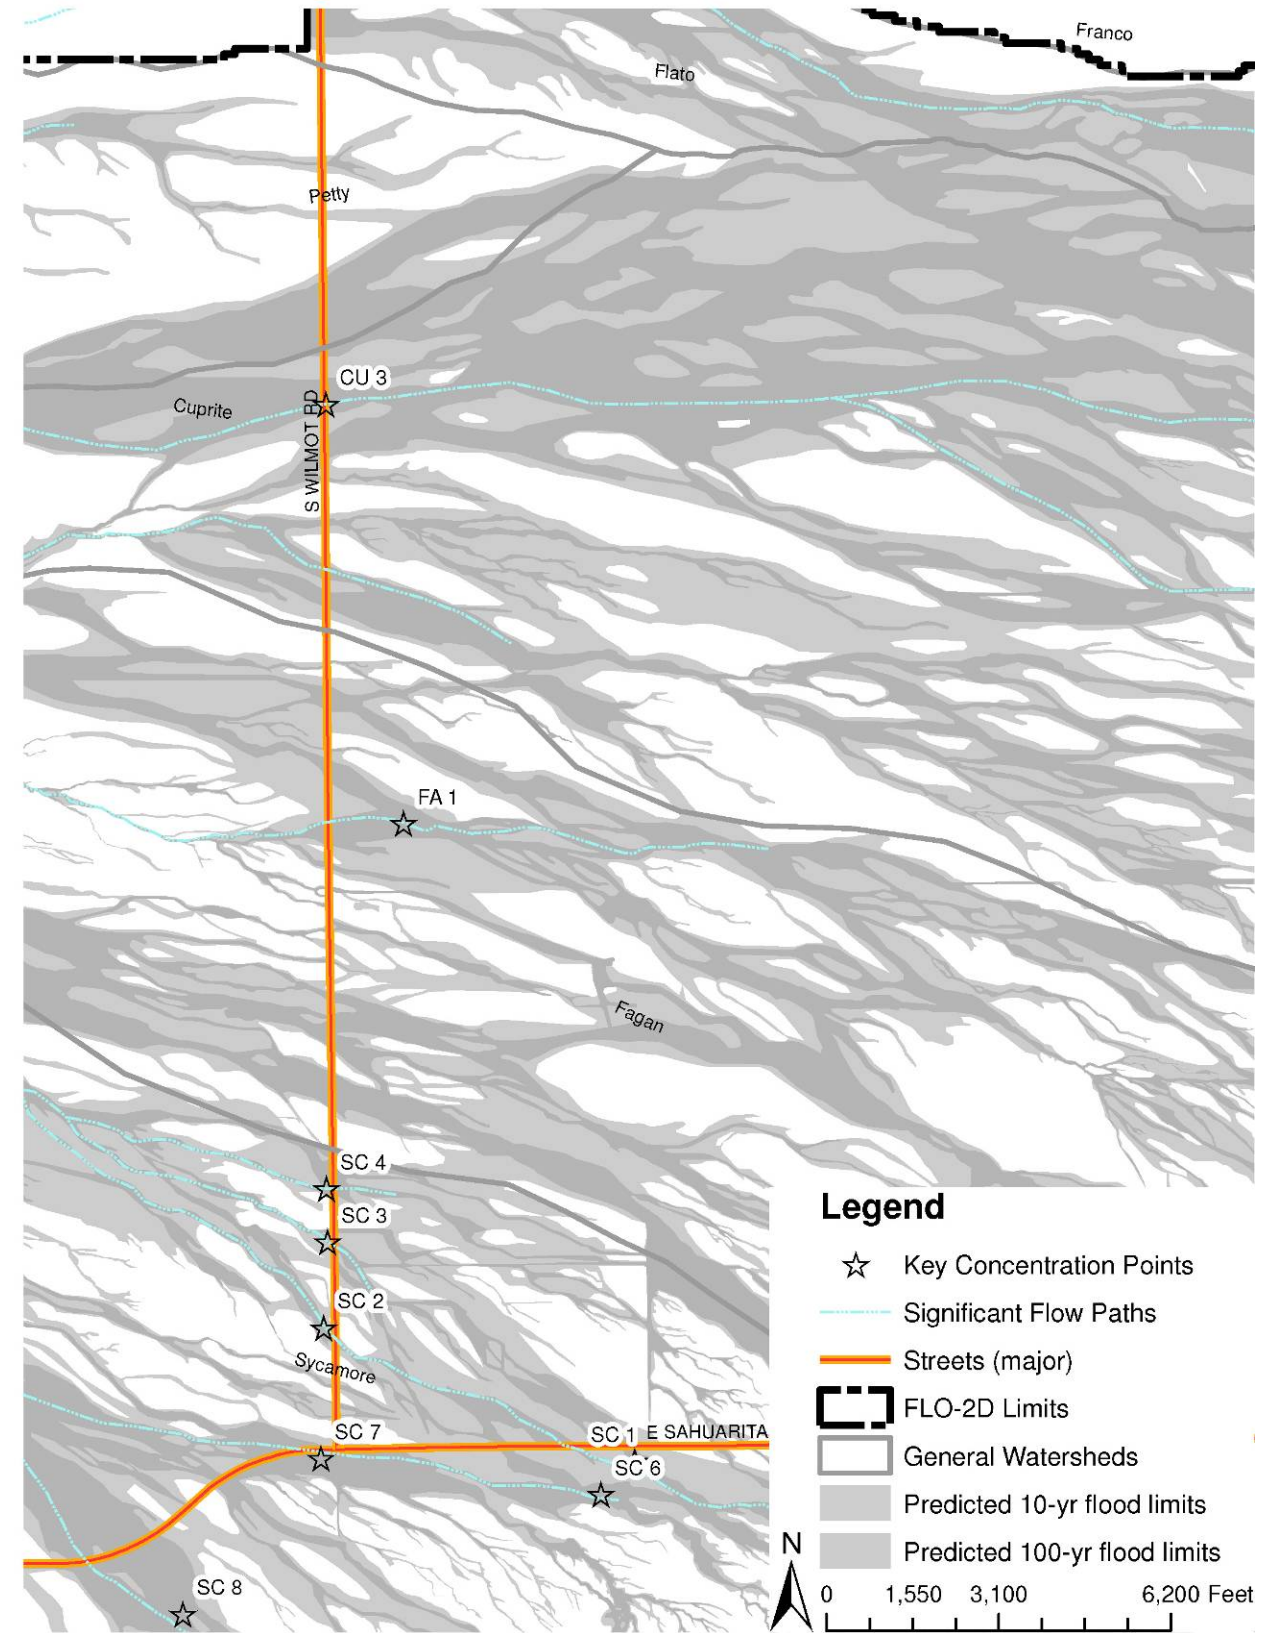 Franco
Flato
Petty
CU 3
Cuprite
S WILMOT RD
FA 1
Fagan
SC 4
SC 3
SC 2
Sycamore
SC 7
SC 1
E SAHUARITA
SC 6
SC 8
Legend
Key Concentration Points
Significant Flow Paths
Streets (major)
FLO-2D Limits
General Watersheds
Predicted 10-yr flood limits
Predicted 100-yr flood limits
N
0 1,550 3,100 6,200 Feet